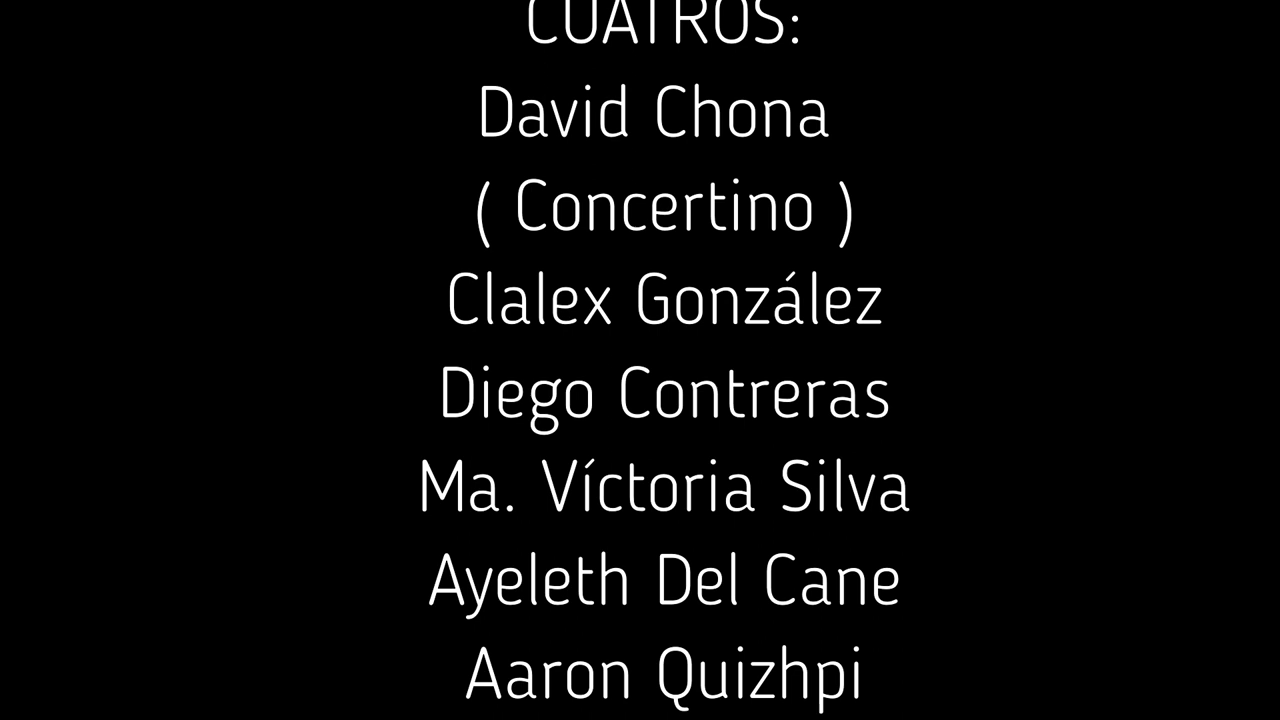 CUATROS:
David Chona
( Concertino )
Clalex González
Diego Contreras
Ma. Víctoria Silva
Ayeleth Del Cane
Aaron Quizhpi